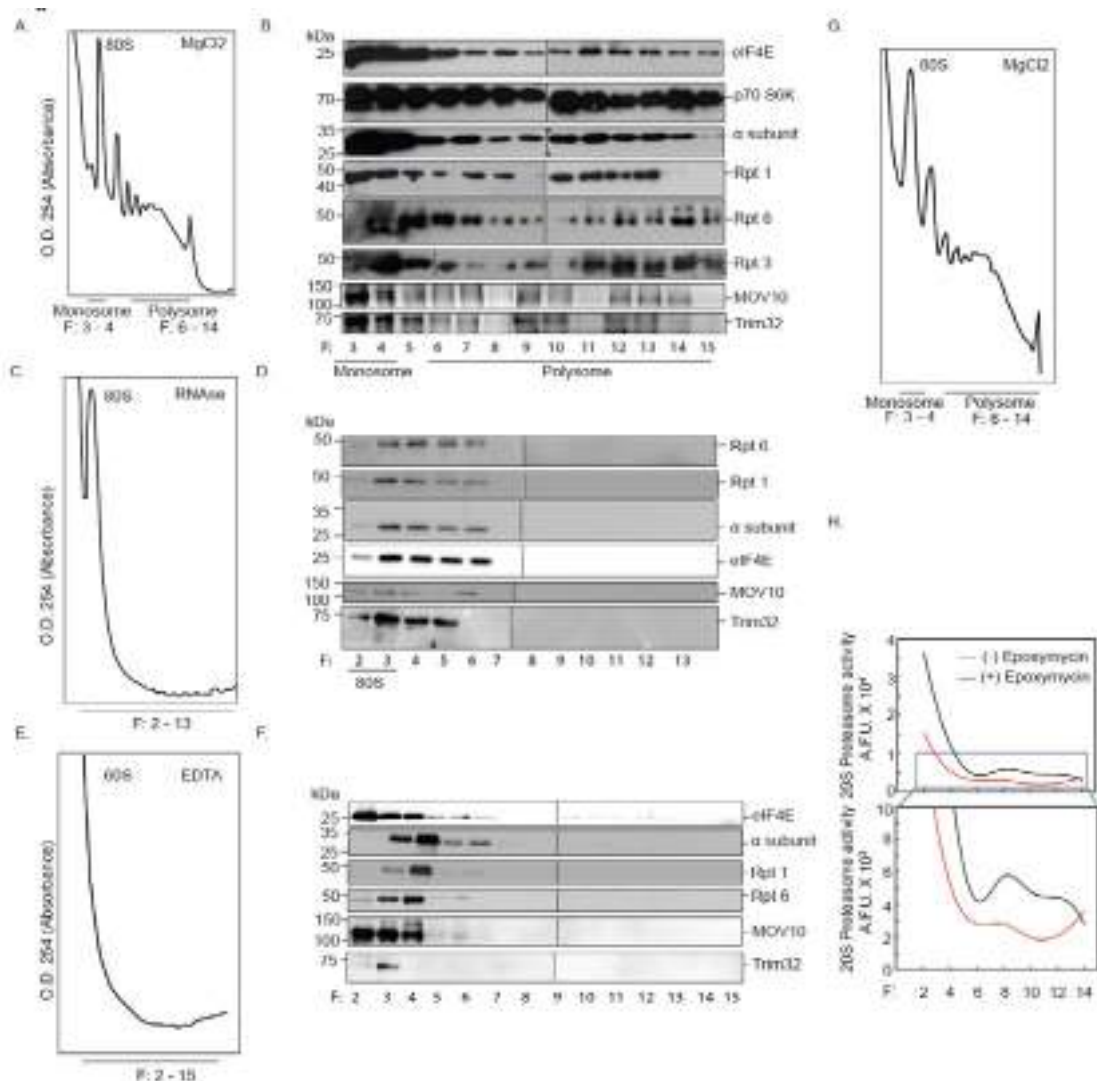 A.
80S MgCl2
O.D. 254 (Absorbance)
Monosome Polysome
F: 3 - 4 F: 6 - 14
B.
kDa
25 eIF4E
70 p70 S6K
35 α subunit
25
50 Rpt 1
40
50 Rpt 6
50 Rpt 3
150 MOV10
100
75 Trim32
F: 3 4 5 6 7 8 9 10 11 12 13 14 15
Monosome Polysome
C.
80S RNAse
O.D. 254 (Absorbance)
F: 2 - 13
D.
kDa
50 Rpt 6
50 Rpt 1
35 α subunit
25
25 eIF4E
150 MOV10
100
75 Trim32
F: 2 3 4 5 6 7 8 9 10 11 12 13
80S
E.
60S EDTA
O.D. 254 (Absorbance)
F: 2 - 15
F.
kDa
25 eIF4E
35 α subunit
25
50 Rpt 1
50 Rpt 6
150 MOV10
100
75 Trim32
F: 2 3 4 5 6 7 8 9 10 11 12 13 14 15
G.
80S MgCl2
Monosome Polysome
F: 3 - 4 F: 6 - 14
H.
20S Proteasome activity
A.F.U. X 10⁴
4
3
2
1
0
(-) Epoxymycin
(+) Epoxymycin
20S Proteasome activity
A.F.U. X 10³
10
8
6
4
2
0
F: 2 4 6 8 10 12 14